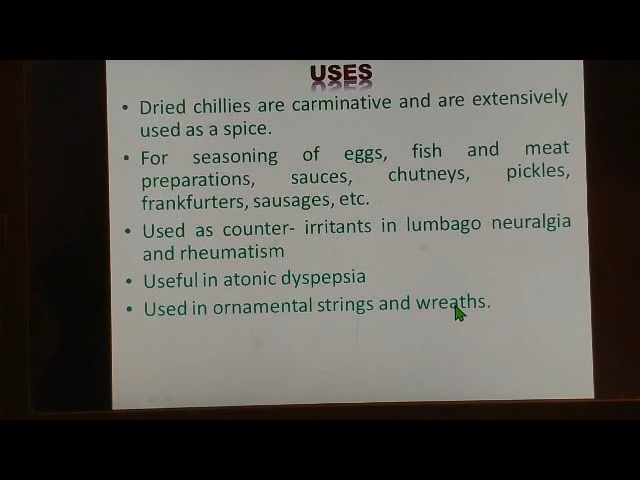 USES
• Dried chillies are carminative and are extensively
used as a spice.
• For seasoning of eggs, fish and meat
preparations, sauces, chutneys, pickles,
frankfurters, sausages, etc.
• Used as counter- irritants in lumbago neuralgia
and rheumatism
• Useful in atonic dyspepsia
• Used in ornamental strings and wreaths.